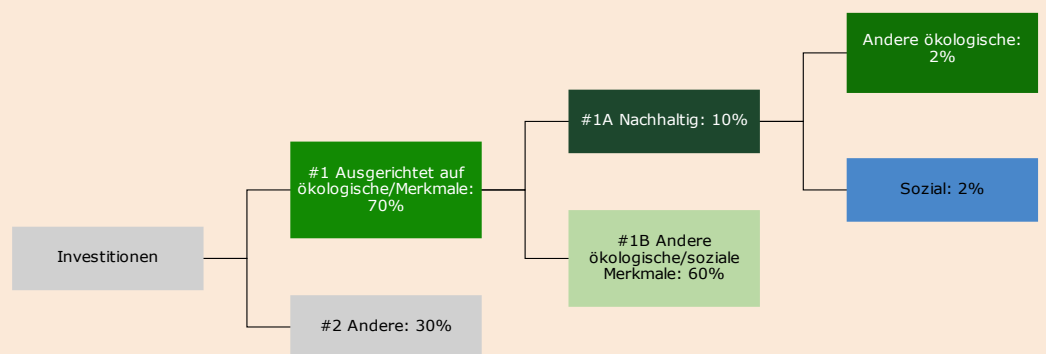 Investitionen
#1 Ausgerichtet auf
ökologische/Merkmale:
70%
#2 Andere: 30%
#1A Nachhaltig: 10%
#1B Andere
ökologische/soziale
Merkmale: 60%
Andere ökologische:
2%
Sozial: 2%